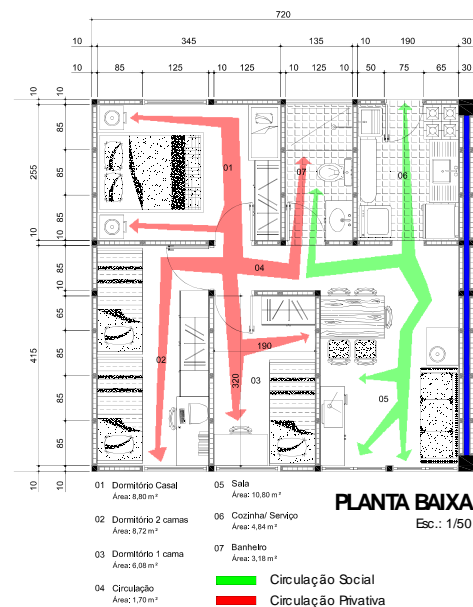 720
10 345 10 135 10 190 30
10 85 125 10 125 10 125 10 50 75 65 30
10 85 85 85 10 85 65 85 85 85 10
10 255 10 415 10
01
07
06
04
190
02
320
03
05
01 Dormitório Casal
Área: 8,80 m²
02 Dormitório 2 camas
Área: 8,72 m²
03 Dormitório 1 cama
Área: 6,08 m²
04 Circulação
Área: 1,70 m²
05 Sala
Área: 10,80 m²
06 Cozinha/ Serviço
Área: 4,84 m²
07 Banheiro
Área: 3,18 m²
PLANTA BAIXA
Esc.: 1/50
Circulação Social
Circulação Privativa